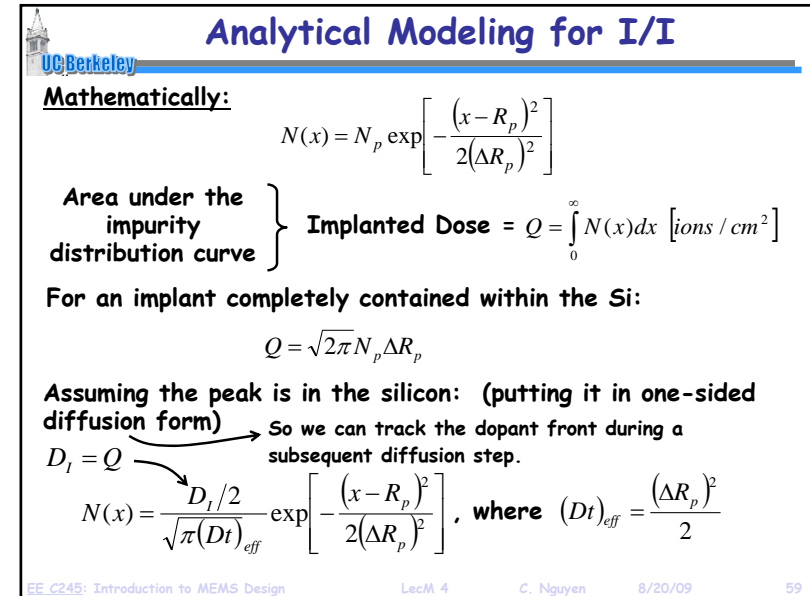 Analytical Modeling for I/I
UC Berkeley
Mathematically:
N(x) = N_p exp[ −(x − R_p)² / 2(ΔR_p)² ]
Area under the
impurity
distribution curve
Implanted Dose = Q = ∫₀^∞ N(x)dx [ions / cm²]
For an implant completely contained within the Si:
Q = √(2π) N_p ΔR_p
Assuming the peak is in the silicon: (putting it in one-sided
diffusion form)
So we can track the dopant front during a
subsequent diffusion step.
D_I = Q
N(x) = (D_I/2) / √(π(Dt)_eff) exp[ −(x − R_p)² / 2(ΔR_p)² ] , where (Dt)_eff = (ΔR_p)² / 2
EE C245: Introduction to MEMS Design LecM 4 C. Nguyen 8/20/09 59